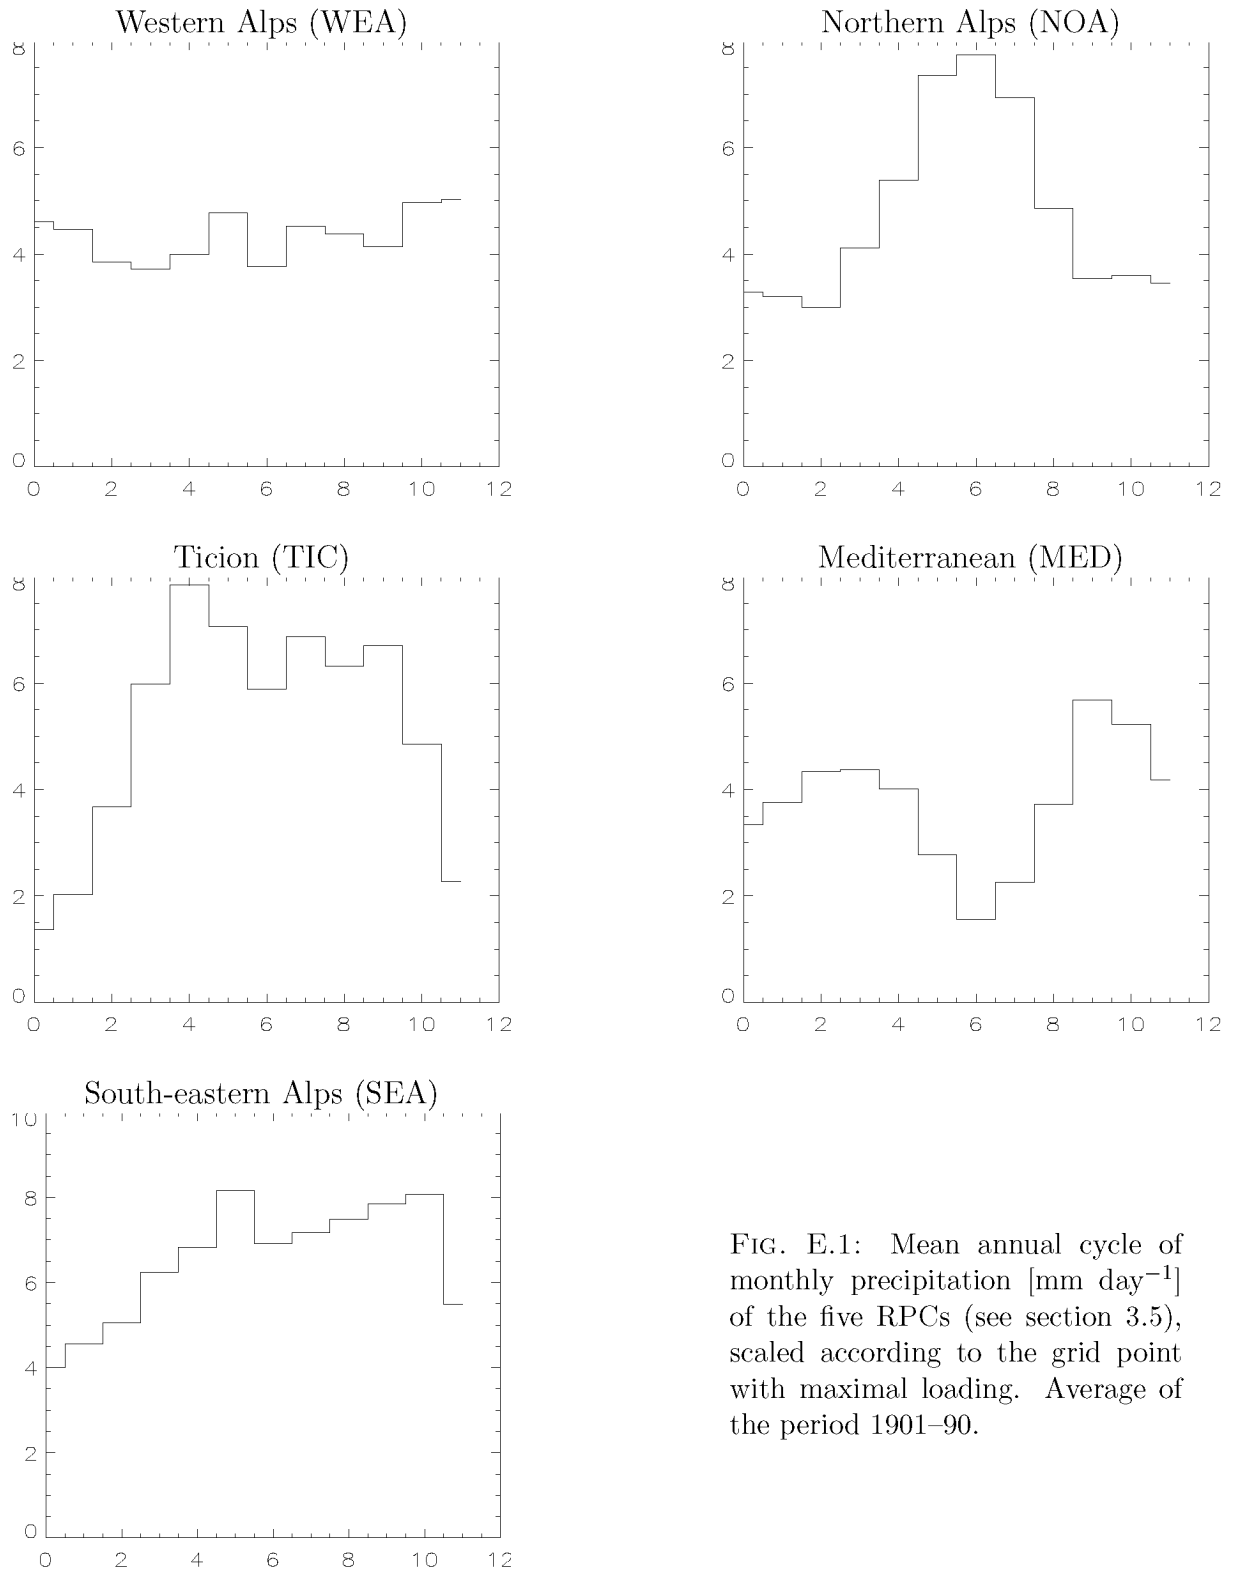 Western Alps (WEA)
8
6
4
2
0
0 2 4 6 8 10 12
Northern Alps (NOA)
8
6
4
2
0
0 2 4 6 8 10 12
Ticion (TIC)
8
6
4
2
0
0 2 4 6 8 10 12
Mediterranean (MED)
8
6
4
2
0
0 2 4 6 8 10 12
South-eastern Alps (SEA)
10
8
6
4
2
0
0 2 4 6 8 10 12
FIG. E.1: Mean annual cycle of
monthly precipitation [mm day⁻¹]
of the five RPCs (see section 3.5),
scaled according to the grid point
with maximal loading. Average of
the period 1901–90.